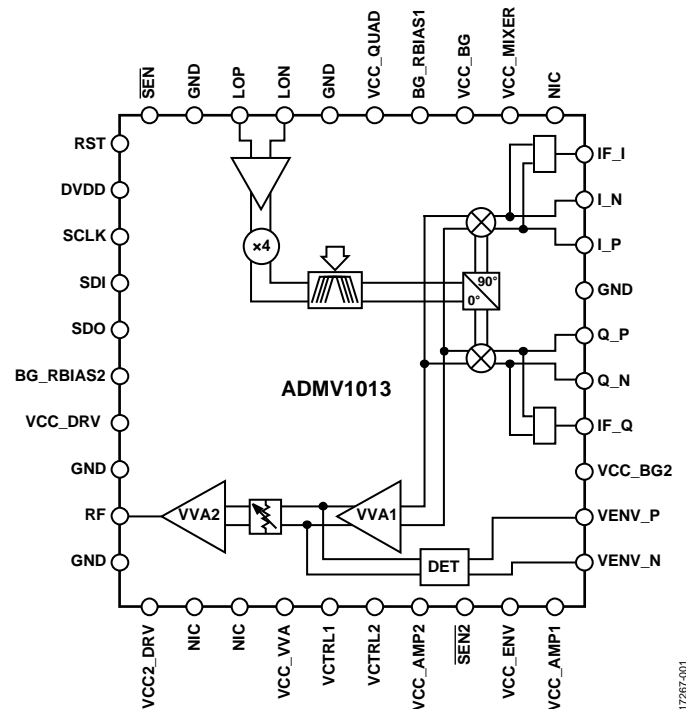 SEN
GND
LOP
LON
GND
VCC_QUAD
BG_RBIAS1
VCC_BG
VCC_MIXER
NIC
RST
DVDD
SCLK
SDI
SDO
BG_RBIAS2
VCC_DRV
GND
RF
GND
×4
90°
0°
ADMV1013
VVA2
VVA1
DET
IF_I
I_N
I_P
GND
Q_P
Q_N
IF_Q
VCC_BG2
VENV_P
VENV_N
VCC2_DRV
NIC
NIC
VCC_VVA
VCTRL1
VCTRL2
VCC_AMP2
SEN2
VCC_ENV
VCC_AMP1
17267-001